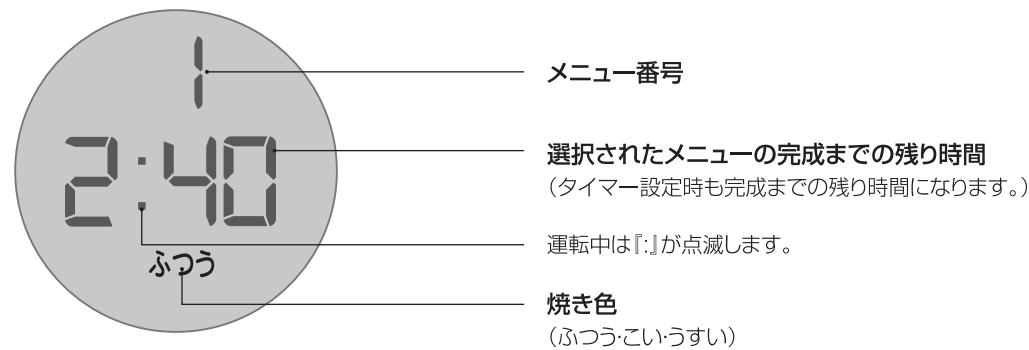 1
メニュー番号
2:40
選択されたメニューの完成までの残り時間
（タイマー設定時も完成までの残り時間になります。）
運転中は『:』が点滅します。
ふつう
焼き色
（ふつう・こい・うすい）